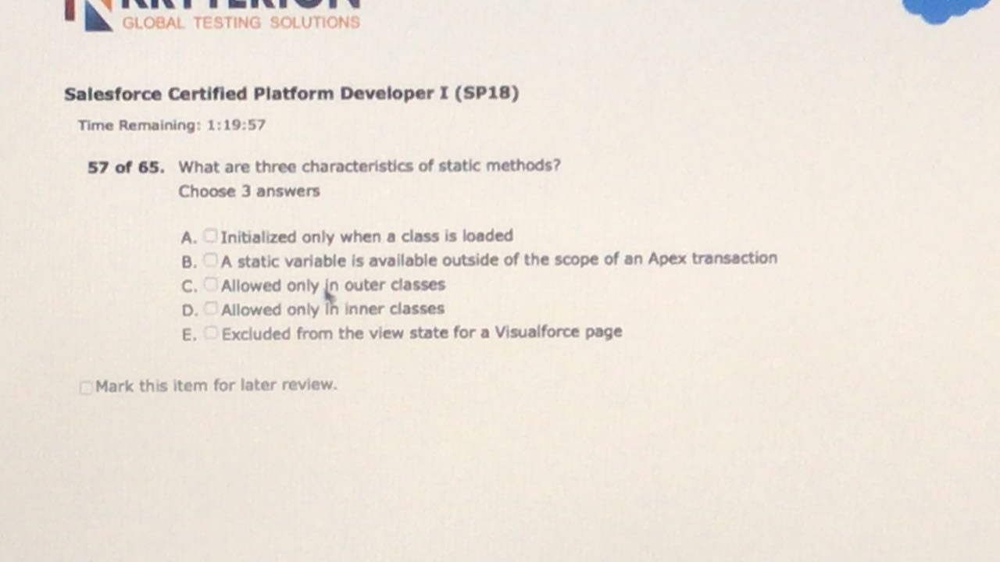 GLOBAL TESTING SOLUTIONS
Salesforce Certified Platform Developer I (SP18)
Time Remaining: 1:19:57
57 of 65. What are three characteristics of static methods?
Choose 3 answers
A. Initialized only when a class is loaded
B. A static variable is available outside of the scope of an Apex transaction
C. Allowed only in outer classes
D. Allowed only in inner classes
E. Excluded from the view state for a Visualforce page
Mark this item for later review.